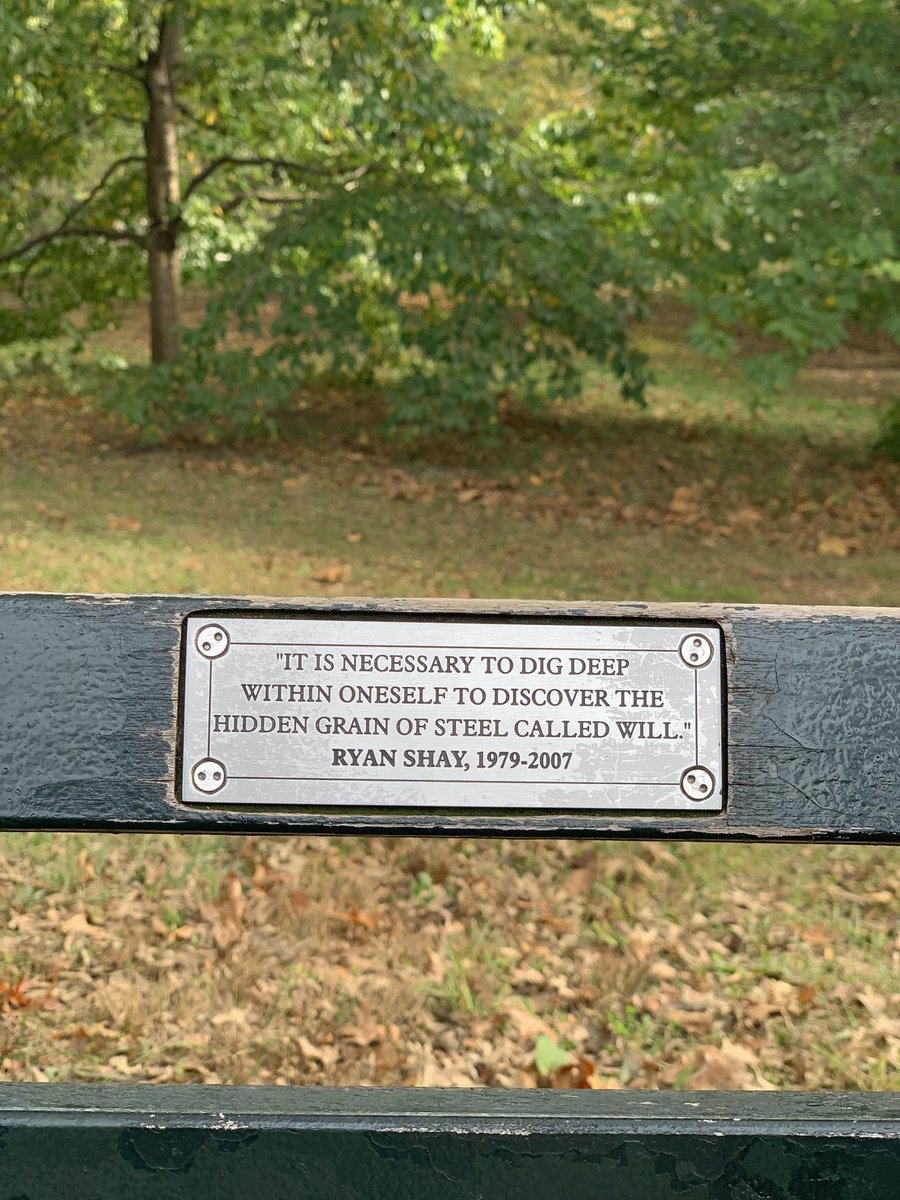 "IT IS NECESSARY TO DIG DEEP
WITHIN ONESELF TO DISCOVER THE
HIDDEN GRAIN OF STEEL CALLED WILL."
RYAN SHAY, 1979-2007